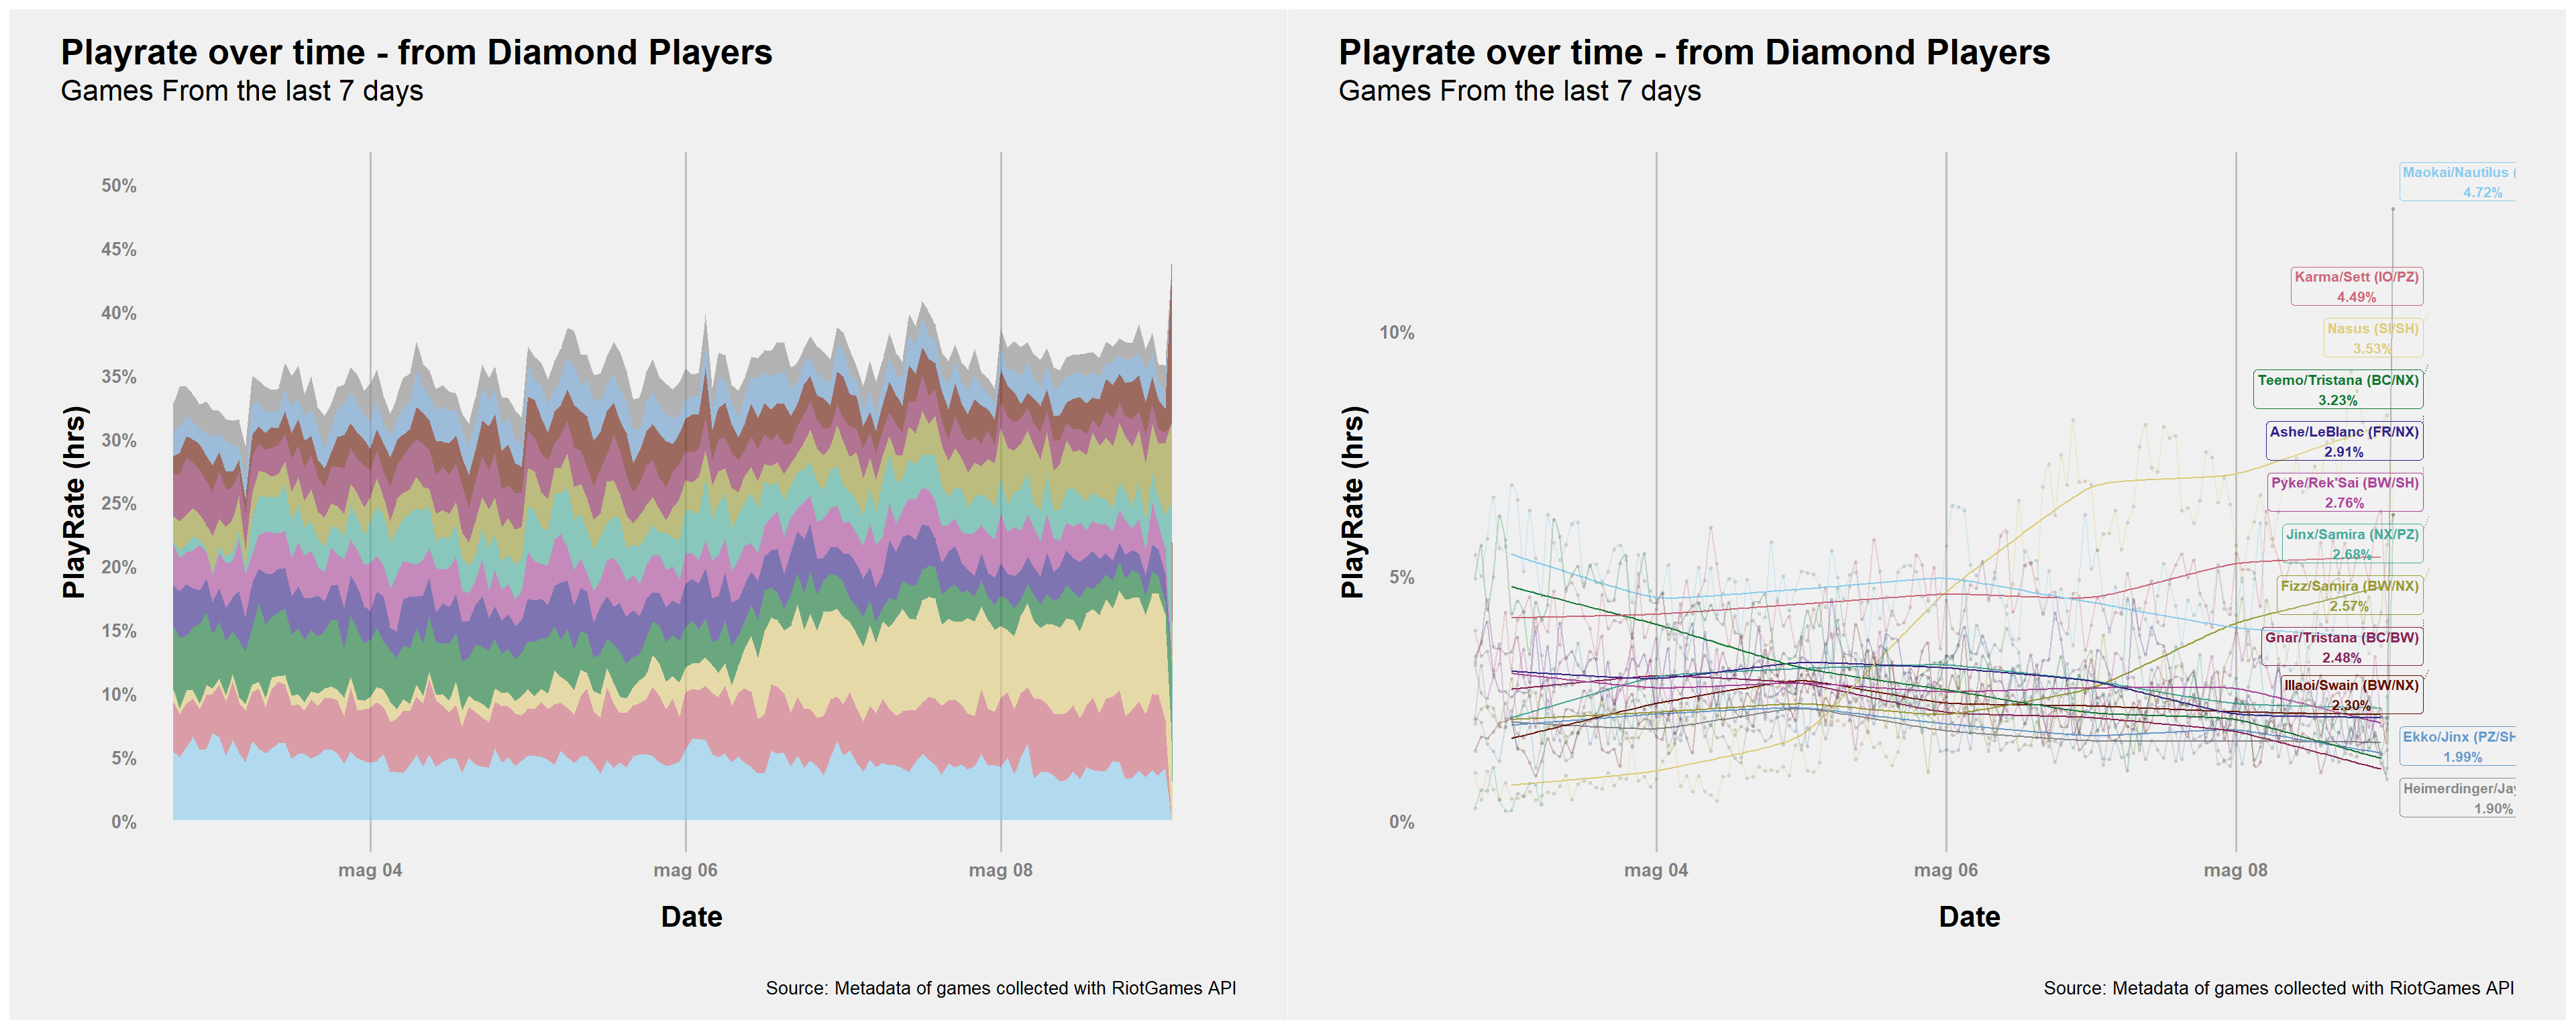 Playrate over time - from Diamond Players
Games From the last 7 days
PlayRate (hrs)
50%
45%
40%
35%
30%
25%
20%
15%
10%
5%
0%
mag 04
mag 06
mag 08
Date
Source: Metadata of games collected with RiotGames API
Playrate over time - from Diamond Players
Games From the last 7 days
PlayRate (hrs)
10%
5%
0%
mag 04
mag 06
mag 08
Date
Maokai/Nautilus (
4.72%
Karma/Sett (IO/PZ)
4.49%
Nasus (SI/SH)
3.53%
Teemo/Tristana (BC/NX)
3.23%
Ashe/LeBlanc (FR/NX)
2.91%
Pyke/Rek'Sai (BW/SH)
2.76%
Jinx/Samira (NX/PZ)
2.68%
Fizz/Samira (BW/NX)
2.57%
Gnar/Tristana (BC/BW)
2.48%
Illaoi/Swain (BW/NX)
2.30%
Ekko/Jinx (PZ/SH
1.99%
Heimerdinger/Jay
1.90%
Source: Metadata of games collected with RiotGames API